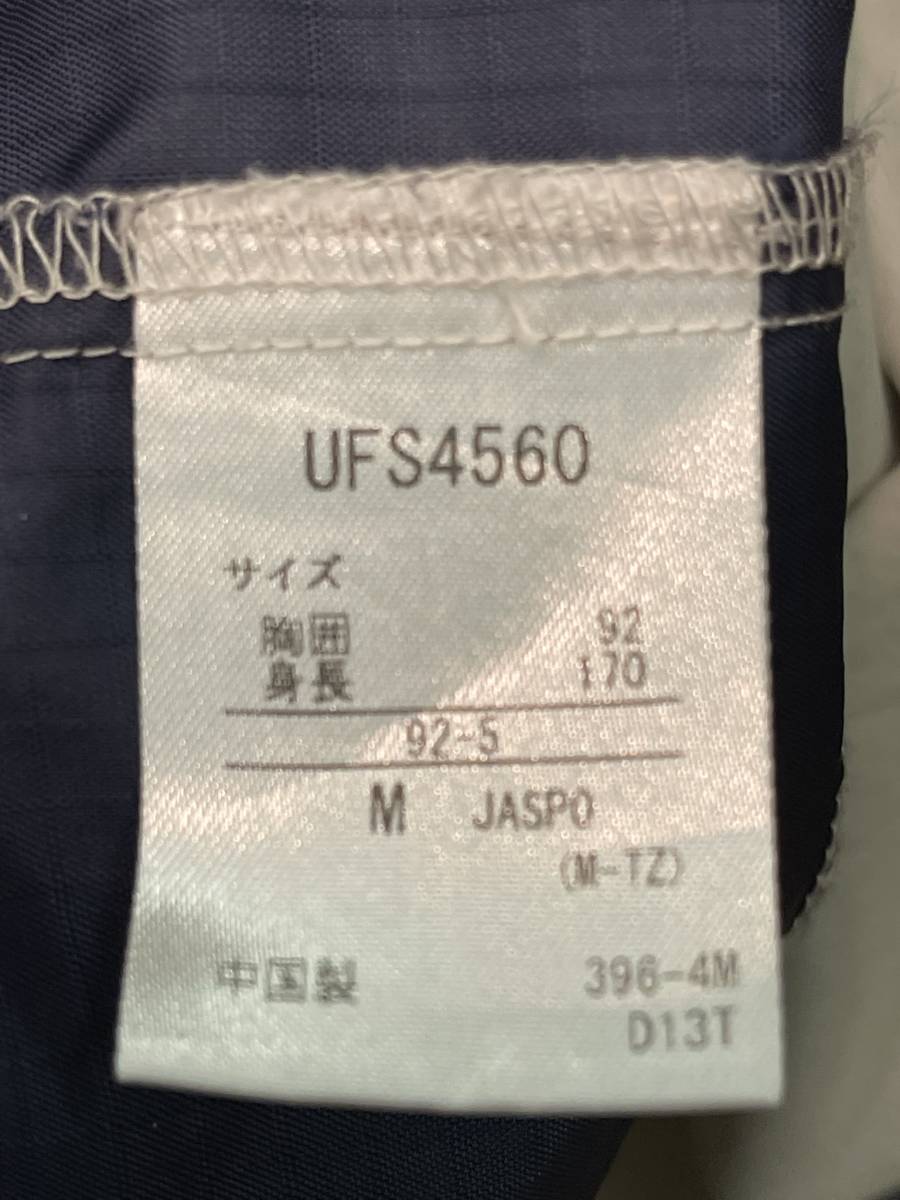 UFS4560
サイズ
胸囲 92
身長 170
92-5
M JASPO
(M-TZ)
中国製 396-4M
D13T